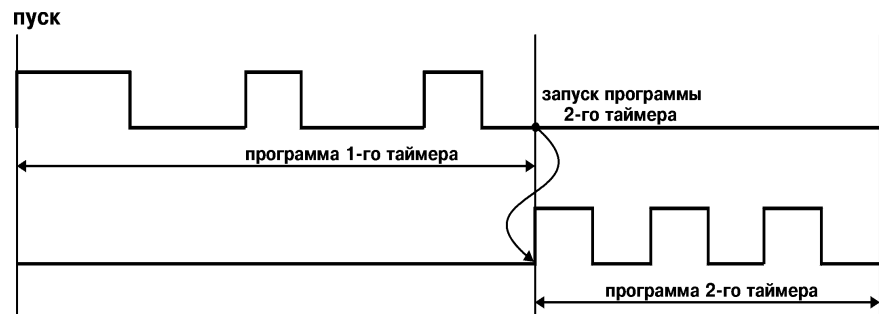 пуск
запуск программы
2-го таймера
программа 1-го таймера
программа 2-го таймера